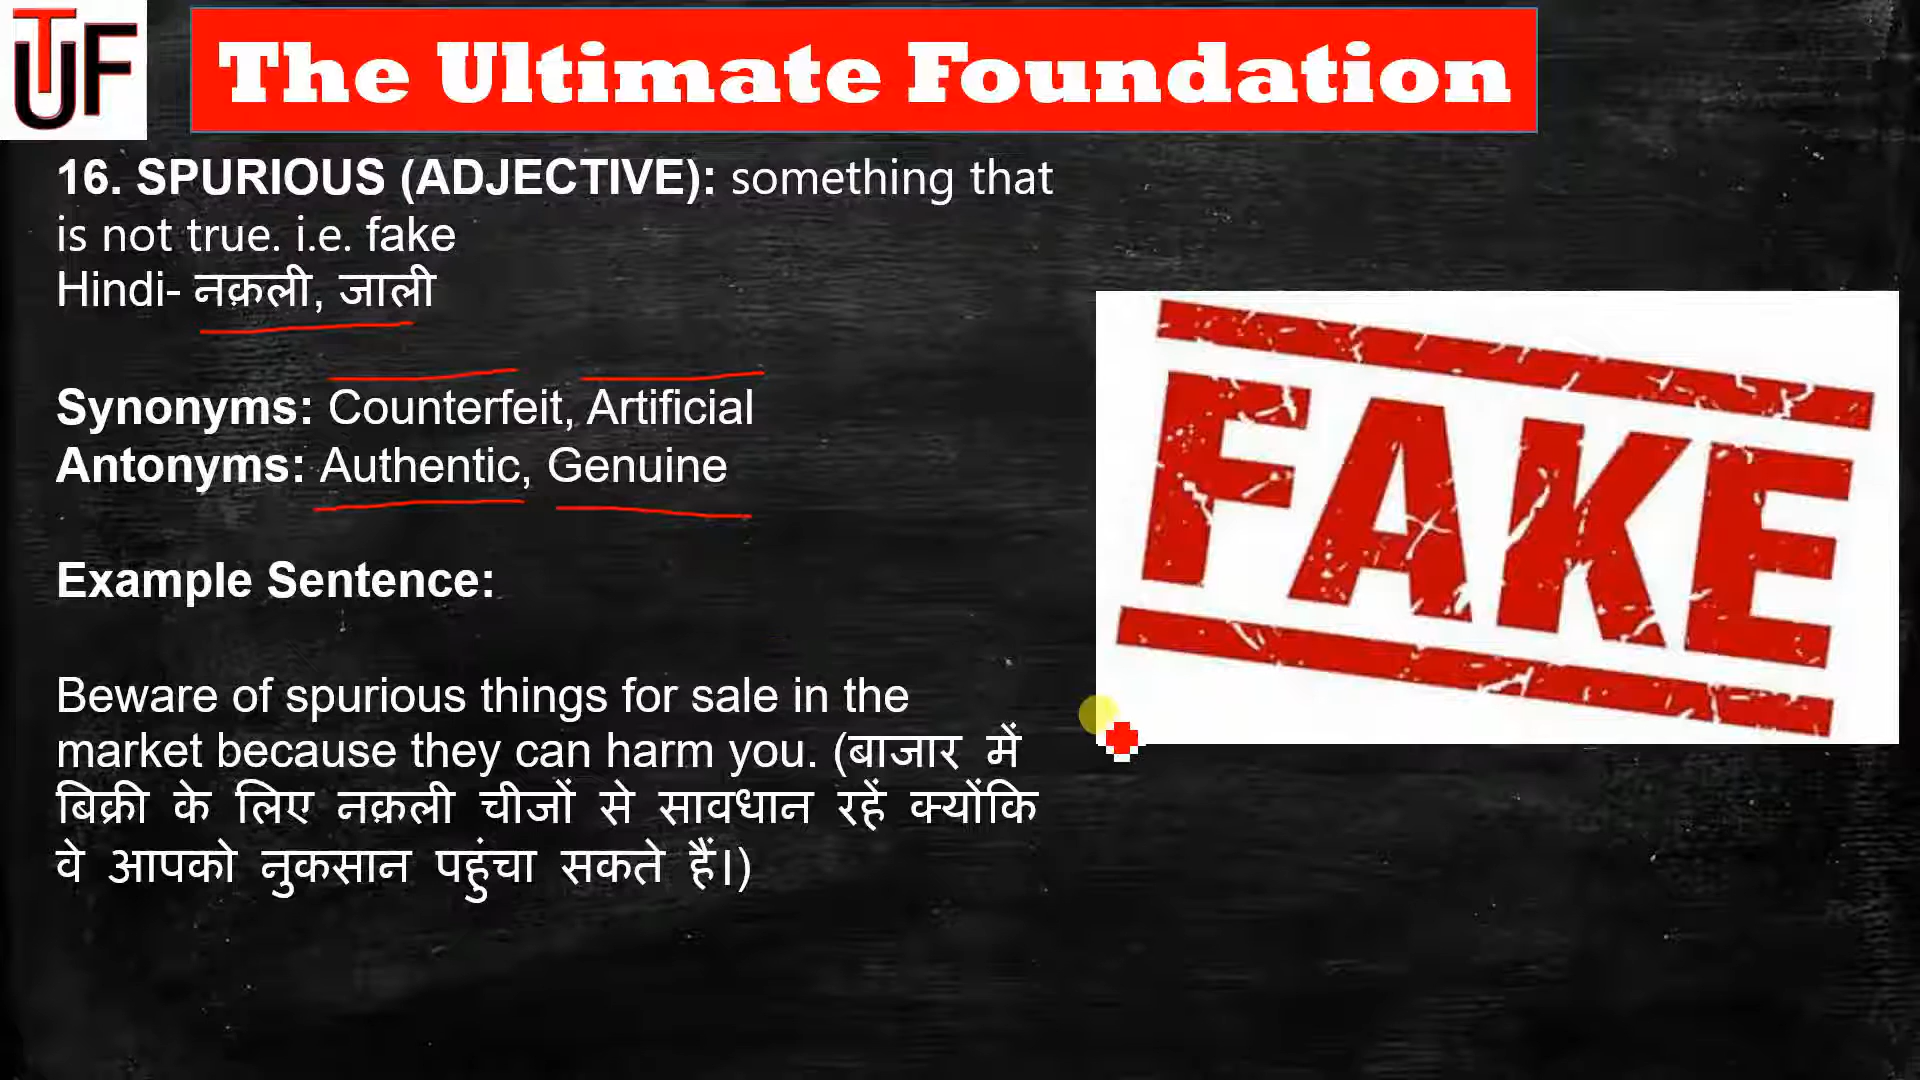 TUF
The Ultimate Foundation
16. SPURIOUS (ADJECTIVE): something that
is not true. i.e. fake
Hindi- नक़ली, जाली
Synonyms: Counterfeit, Artificial
Antonyms: Authentic, Genuine
FAKE
Example Sentence:
Beware of spurious things for sale in the
market because they can harm you. (बाजार में
बिक्री के लिए नक़ली चीजों से सावधान रहें क्योंकि
वे आपको नुकसान पहुंचा सकते हैं।)